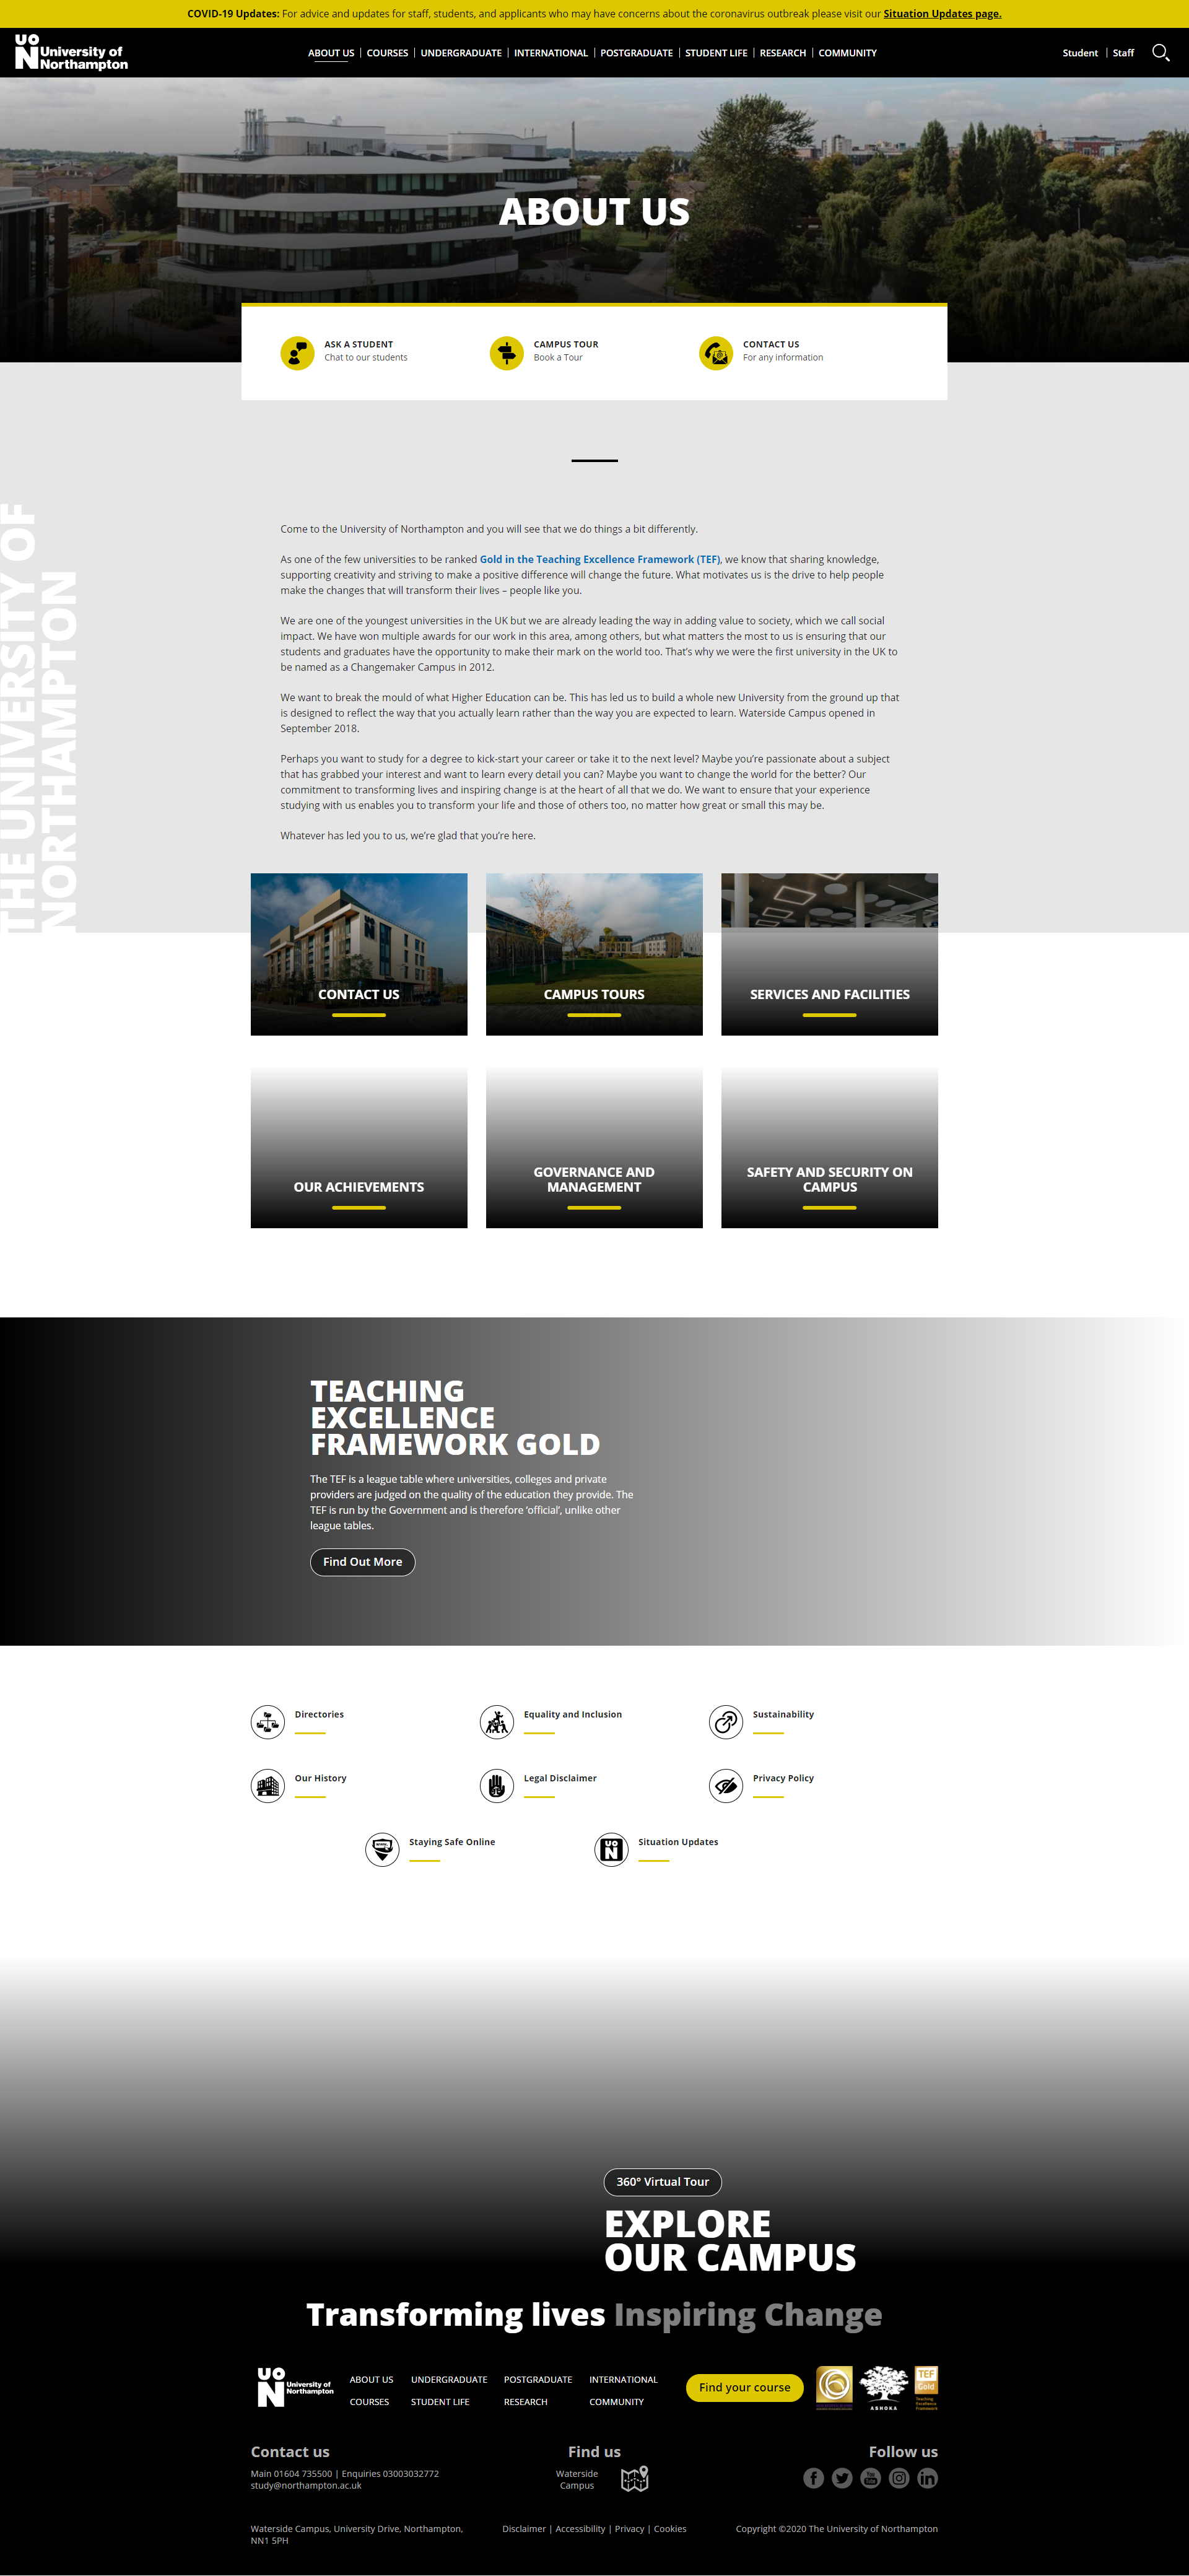 COVID-19 Updates: For advice and updates for staff, students, and applicants who may have concerns about the coronavirus outbreak please visit our Situation Updates page.
UO
N University of
Northampton
ABOUT US | COURSES | UNDERGRADUATE | INTERNATIONAL | POSTGRADUATE | STUDENT LIFE | RESEARCH | COMMUNITY
Student | Staff
ABOUT US
ASK A STUDENT
Chat to our students
CAMPUS TOUR
Book a Tour
CONTACT US
For any information
THE UNIVERSITY OF
NORTHAMPTON
Come to the University of Northampton and you will see that we do things a bit differently.
As one of the few universities to be ranked Gold in the Teaching Excellence Framework (TEF), we know that sharing knowledge,
supporting creativity and striving to make a positive difference will change the future. What motivates us is the drive to help people
make the changes that will transform their lives – people like you.
We are one of the youngest universities in the UK but we are already leading the way in adding value to society, which we call social
impact. We have won multiple awards for our work in this area, among others, but what matters the most to us is ensuring that our
students and graduates have the opportunity to make their mark on the world too. That’s why we were the first university in the UK to
be named as a Changemaker Campus in 2012.
We want to break the mould of what Higher Education can be. This has led us to build a whole new University from the ground up that
is designed to reflect the way that you actually learn rather than the way you are expected to learn. Waterside Campus opened in
September 2018.
Perhaps you want to study for a degree to kick-start your career or take it to the next level? Maybe you’re passionate about a subject
that has grabbed your interest and want to learn every detail you can? Maybe you want to change the world for the better? Our
commitment to transforming lives and inspiring change is at the heart of all that we do. We want to ensure that your experience
studying with us enables you to transform your life and those of others too, no matter how great or small this may be.
Whatever has led you to us, we’re glad that you’re here.
CONTACT US
CAMPUS TOURS
SERVICES AND FACILITIES
OUR ACHIEVEMENTS
GOVERNANCE AND
MANAGEMENT
SAFETY AND SECURITY ON
CAMPUS
TEACHING
EXCELLENCE
FRAMEWORK GOLD
The TEF is a league table where universities, colleges and private
providers are judged on the quality of the education they provide. The
TEF is run by the Government and is therefore ‘official’, unlike other
league tables.
Find Out More
Directories
Equality and Inclusion
Sustainability
Our History
Legal Disclaimer
Privacy Policy
Staying Safe Online
UO
N
Situation Updates
360° Virtual Tour
EXPLORE
OUR CAMPUS
Transforming lives Inspiring Change
UO
N University of
Northampton
ABOUT US UNDERGRADUATE POSTGRADUATE INTERNATIONAL
COURSES STUDENT LIFE RESEARCH COMMUNITY
Find your course
ASHOKA
TEF
Gold
Teaching
Excellence
Framework
Contact us
Main 01604 735500 | Enquiries 03003032772
study@northampton.ac.uk
Find us
Waterside
Campus
Follow us
Waterside Campus, University Drive, Northampton,
NN1 5PH
Disclaimer | Accessibility | Privacy | Cookies
Copyright ©2020 The University of Northampton